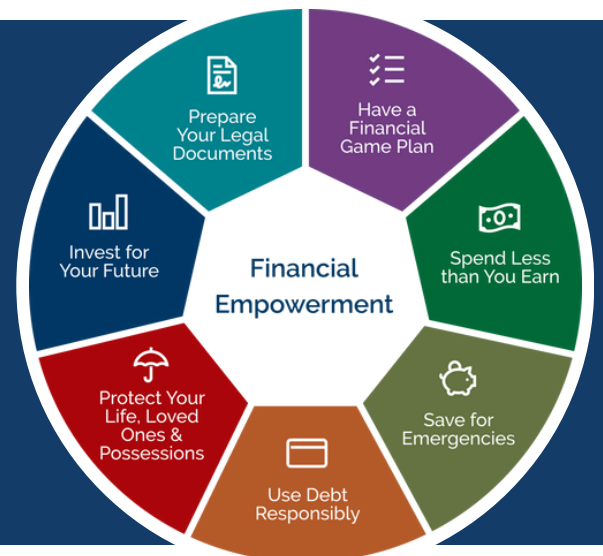 Financial
Empowerment
Have a
Financial
Game Plan
Spend Less
than You Earn
Save for
Emergencies
Use Debt
Responsibly
Protect Your
Life, Loved
Ones &
Possessions
Invest for
Your Future
Prepare
Your Legal
Documents